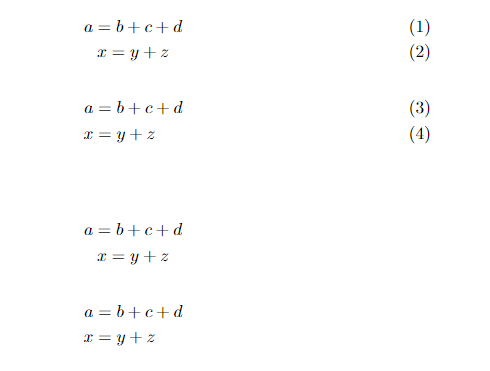 a = b + c + d (1)
x = y + z (2)
a = b + c + d (3)
x = y + z (4)
a = b + c + d
x = y + z
a = b + c + d
x = y + z